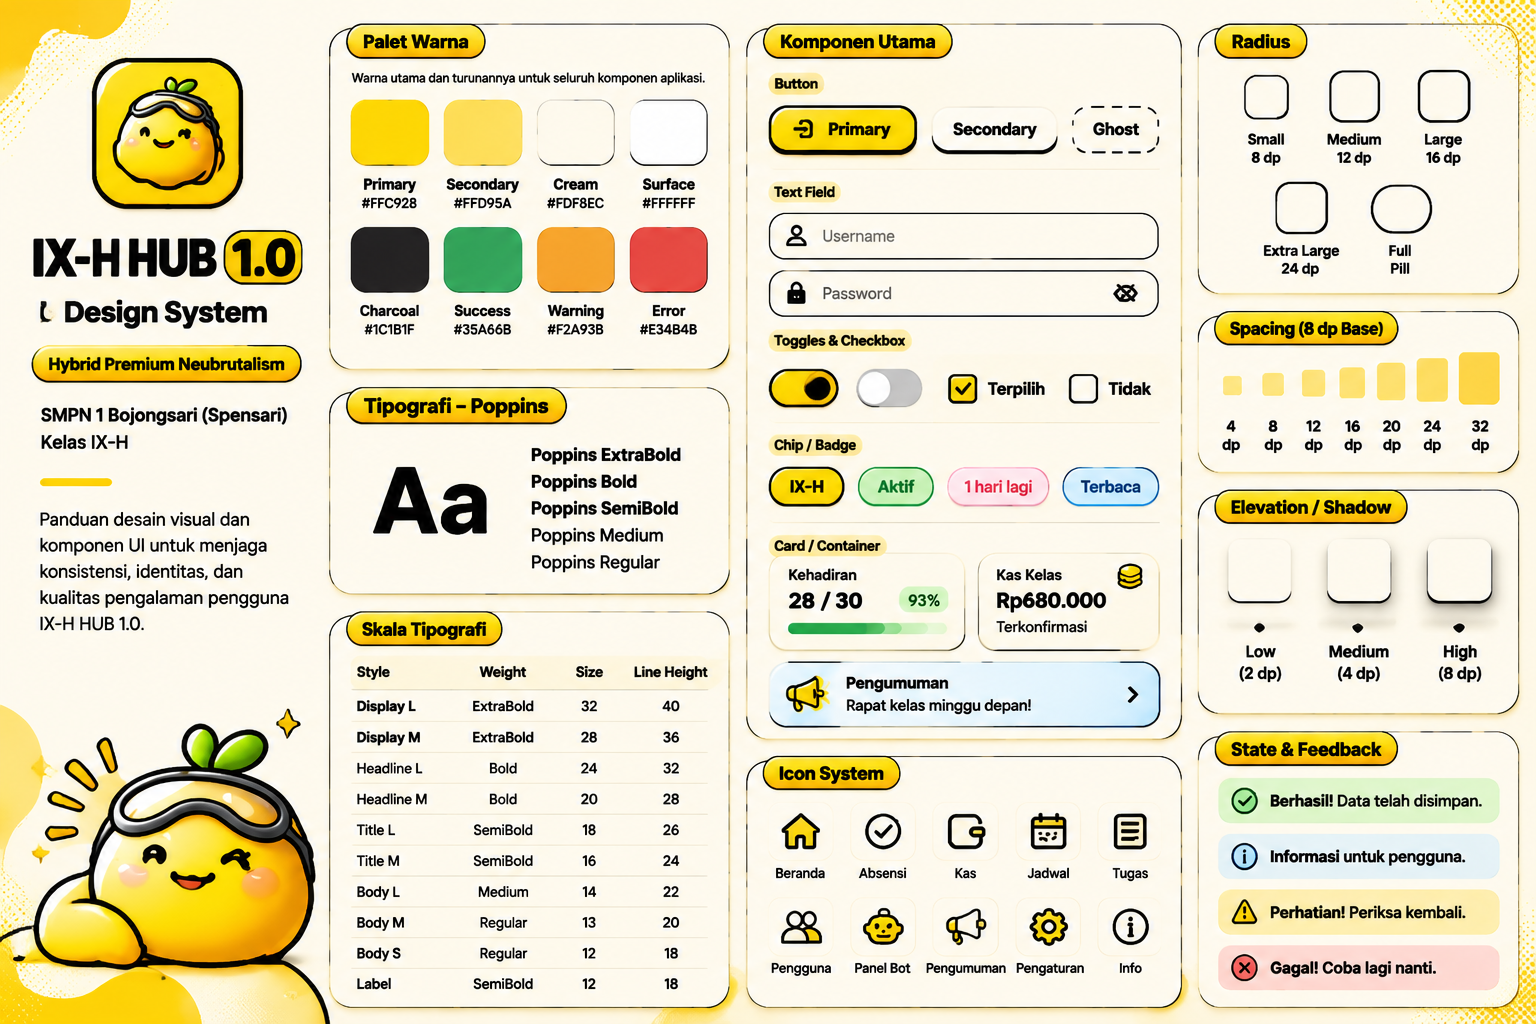 IX-H HUB 1.0
Design System
Hybrid Premium Neubrutalism
SMPN 1 Bojongsari (Spensari)
Kelas IX-H
Panduan desain visual dan
komponen UI untuk menjaga
konsistensi, identitas, dan
kualitas pengalaman pengguna
IX-H HUB 1.0.
Palet Warna
Warna utama dan turunannya untuk seluruh komponen aplikasi.
Primary Secondary Cream Surface
#FFC928 #FFD95A #FDF8EC #FFFFFF
Charcoal Success Warning Error
#1C1B1F #35A66B #F2A93B #E34B4B
Tipografi – Poppins
Aa
Poppins ExtraBold
Poppins Bold
Poppins SemiBold
Poppins Medium
Poppins Regular
Skala Tipografi
Style Weight Size Line Height
Display L ExtraBold 32 40
Display M ExtraBold 28 36
Headline L Bold 24 32
Headline M Bold 20 28
Title L SemiBold 18 26
Title M SemiBold 16 24
Body L Medium 14 22
Body M Regular 13 20
Body S Regular 12 18
Label SemiBold 12 18
Komponen Utama
Button
Primary Secondary Ghost
Text Field
Username
Password
Toggles & Checkbox
Terpilih Tidak
Chip / Badge
IX-H Aktif 1 hari lagi Terbaca
Card / Container
Kehadiran
28 / 30 93%
Kas Kelas
Rp680.000
Terkonfirmasi
Pengumuman
Rapat kelas minggu depan!
Icon System
Beranda Absensi Kas Jadwal Tugas
Pengguna Panel Bot Pengumuman Pengaturan Info
Radius
Small Medium Large
8 dp 12 dp 16 dp
Extra Large Full
24 dp Pill
Spacing (8 dp Base)
4 8 12 16 20 24 32
dp dp dp dp dp dp dp
Elevation / Shadow
Low Medium High
(2 dp) (4 dp) (8 dp)
State & Feedback
Berhasil! Data telah disimpan.
Informasi untuk pengguna.
Perhatian! Periksa kembali.
Gagal! Coba lagi nanti.